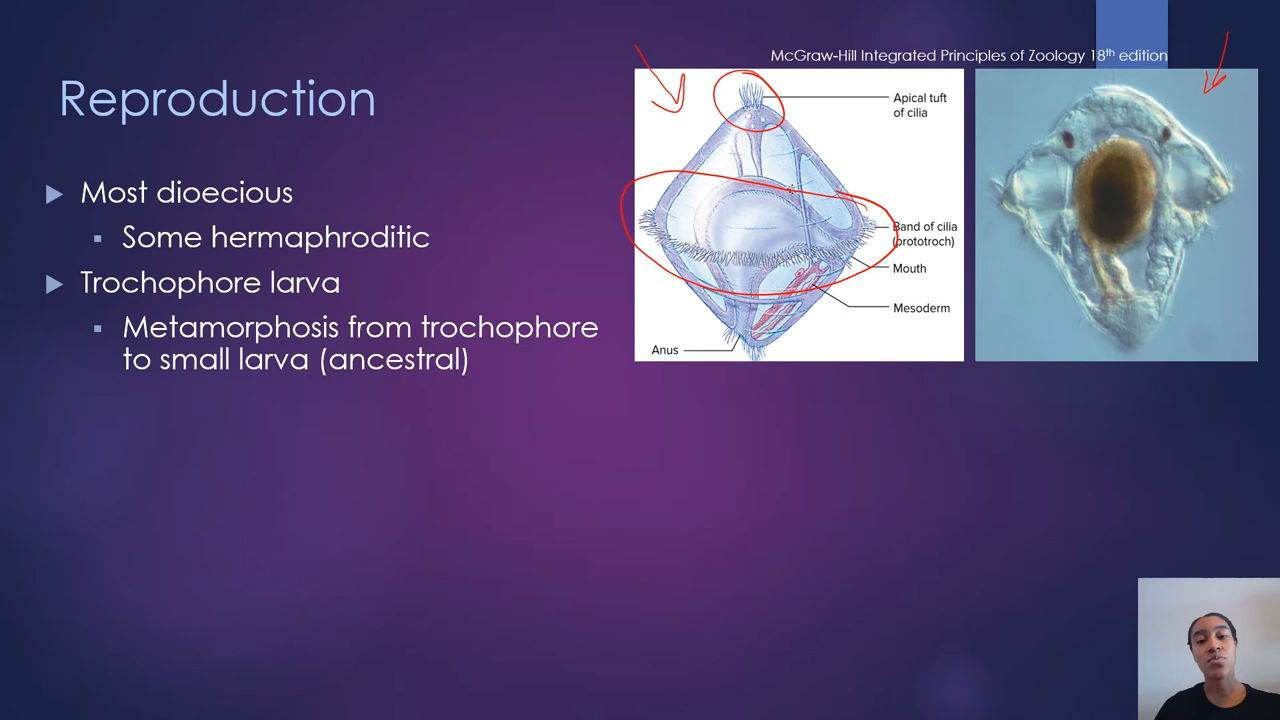 McGraw-Hill Integrated Principles of Zoology 18th edition
Reproduction
Most dioecious
Some hermaphroditic
Trochophore larva
Metamorphosis from trochophore
to small larva (ancestral)
Apical tuft
of cilia
Band of cilia
(prototroch)
Mouth
Mesoderm
Anus